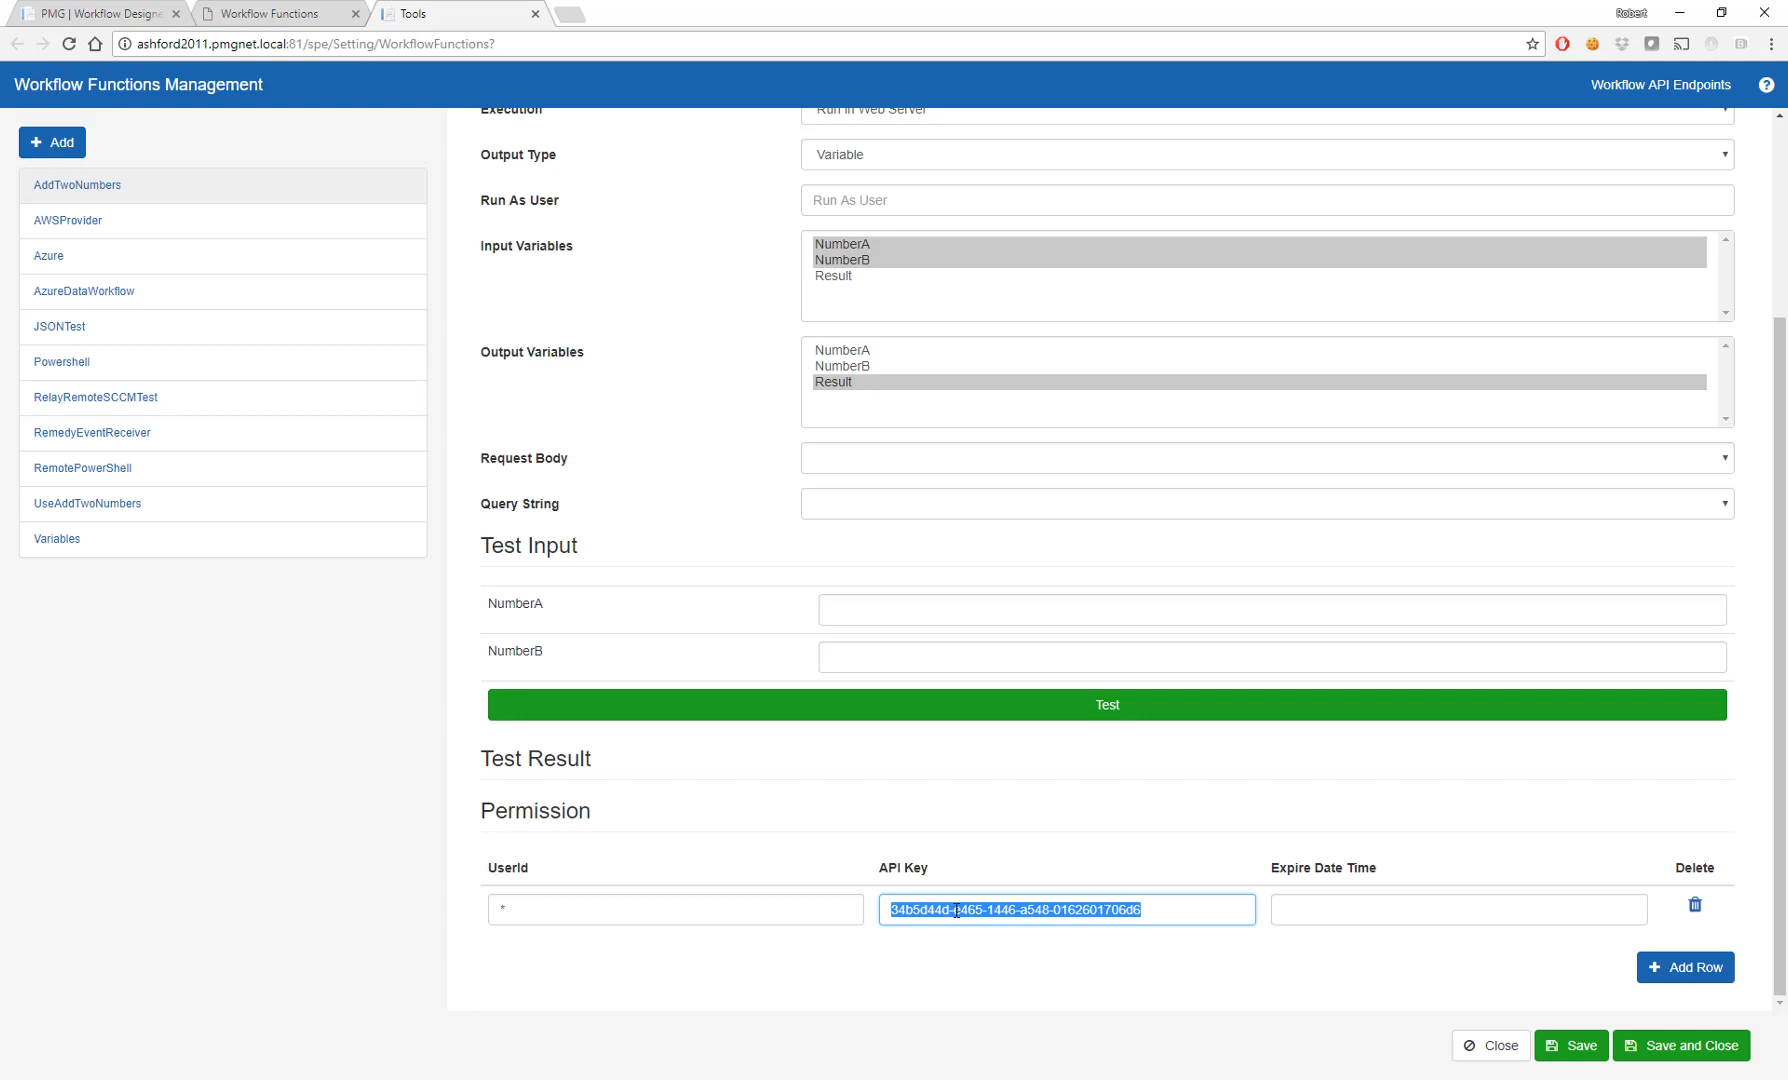 PMG | Workflow Designe
Workflow Functions
Tools
Robert
ashford2011.pmgnet.local:81/spe/Setting/WorkflowFunctions?
Workflow Functions Management
Workflow API Endpoints
?
+ Add
AddTwoNumbers
AWSProvider
Azure
AzureDataWorkflow
JSONTest
Powershell
RelayRemoteSCCMTest
RemedyEventReceiver
RemotePowerShell
UseAddTwoNumbers
Variables
Execution
Run In Web Server
Output Type
Variable
Run As User
Run As User
Input Variables
NumberA
NumberB
Result
Output Variables
NumberA
NumberB
Result
Request Body
Query String
Test Input
NumberA
NumberB
Test
Test Result
Permission
UserId
API Key
Expire Date Time
Delete
*
34b5d44d-e465-1446-a548-0162601706d6
+ Add Row
Close
Save
Save and Close